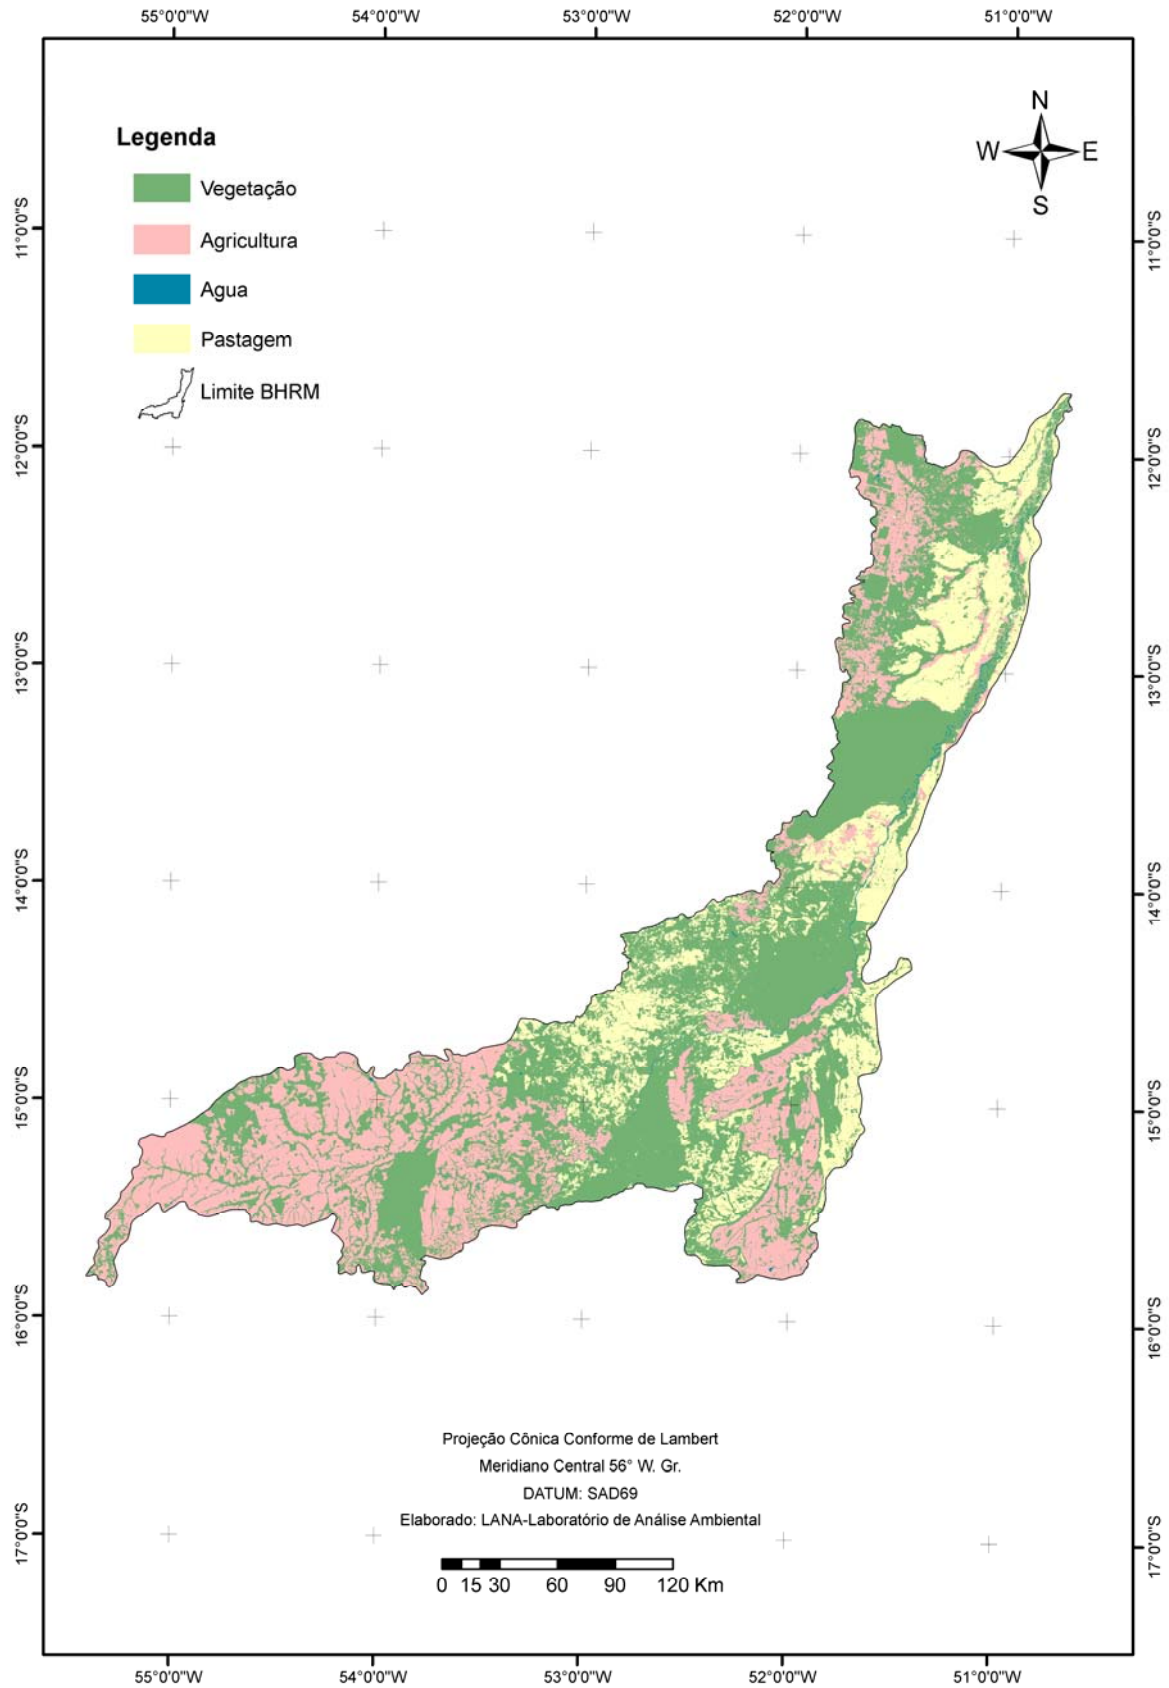 55°0'0"W 54°0'0"W 53°0'0"W 52°0'0"W 51°0'0"W
N
W E
S
Legenda
Vegetação
Agricultura
Agua
Pastagem
Limite BHRM
11°0'0"S
12°0'0"S
13°0'0"S
14°0'0"S
15°0'0"S
16°0'0"S
17°0'0"S
11°0'0"S
12°0'0"S
13°0'0"S
14°0'0"S
15°0'0"S
16°0'0"S
17°0'0"S
Projeção Cônica Conforme de Lambert
Meridiano Central 56° W. Gr.
DATUM: SAD69
Elaborado: LANA-Laboratório de Análise Ambiental
0 15 30 60 90 120 Km
55°0'0"W 54°0'0"W 53°0'0"W 52°0'0"W 51°0'0"W